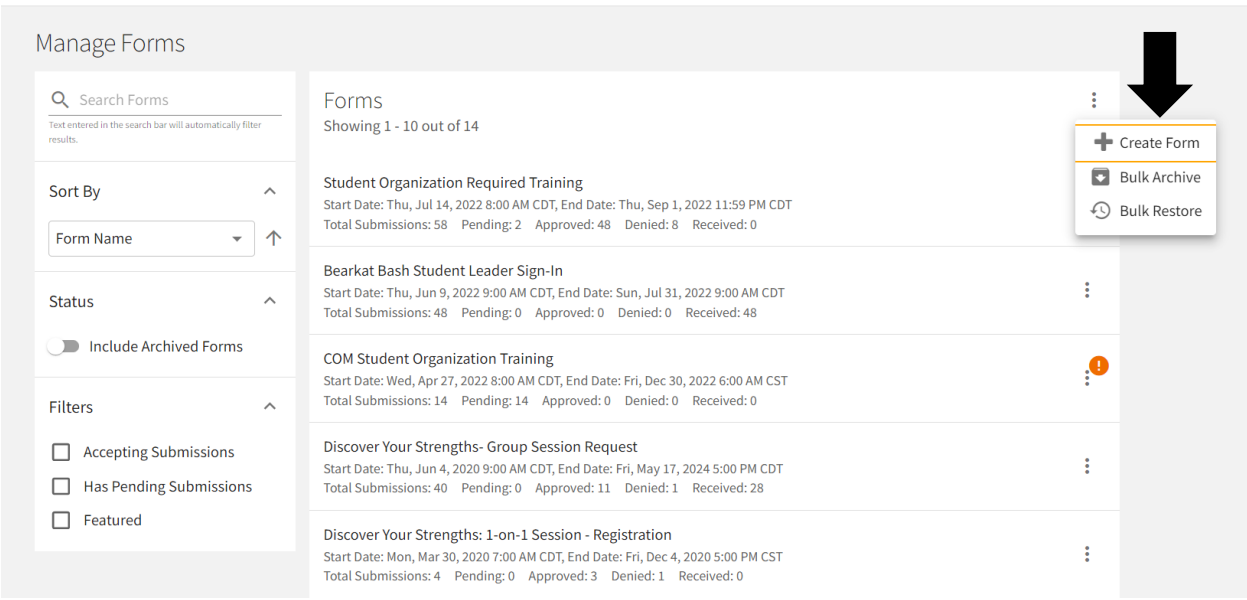 Manage Forms
Search Forms
Text entered in the search bar will automatically filter
results.
Sort By
Form Name
Status
Include Archived Forms
Filters
Accepting Submissions
Has Pending Submissions
Featured
Forms
Showing 1 - 10 out of 14
Create Form
Bulk Archive
Bulk Restore
Student Organization Required Training
Start Date: Thu, Jul 14, 2022 8:00 AM CDT, End Date: Thu, Sep 1, 2022 11:59 PM CDT
Total Submissions: 58 Pending: 2 Approved: 48 Denied: 8 Received: 0
Bearkat Bash Student Leader Sign-In
Start Date: Thu, Jun 9, 2022 9:00 AM CDT, End Date: Sun, Jul 31, 2022 9:00 AM CDT
Total Submissions: 48 Pending: 0 Approved: 0 Denied: 0 Received: 48
COM Student Organization Training
Start Date: Wed, Apr 27, 2022 8:00 AM CDT, End Date: Fri, Dec 30, 2022 6:00 AM CST
Total Submissions: 14 Pending: 14 Approved: 0 Denied: 0 Received: 0
Discover Your Strengths- Group Session Request
Start Date: Thu, Jun 4, 2020 9:00 AM CDT, End Date: Fri, May 17, 2024 5:00 PM CDT
Total Submissions: 40 Pending: 0 Approved: 11 Denied: 1 Received: 28
Discover Your Strengths: 1-on-1 Session - Registration
Start Date: Mon, Mar 30, 2020 7:00 AM CDT, End Date: Fri, Dec 4, 2020 5:00 PM CST
Total Submissions: 4 Pending: 0 Approved: 3 Denied: 1 Received: 0